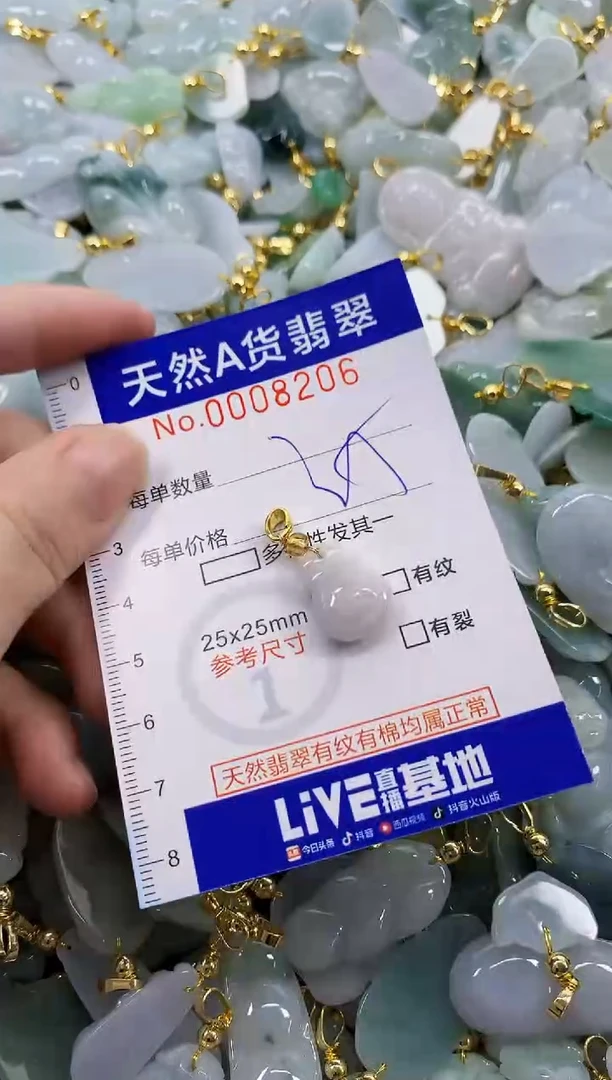 天然A货翡翠
No.0008206
每单数量
每单价格
性发其一
有纹
25x25mm
参考尺寸
有裂
1
天然翡翠有纹有棉均属正常
LiVE直播基地
今日头条 抖音 西瓜视频 抖音火山版
0
3
4
5
6
7
8